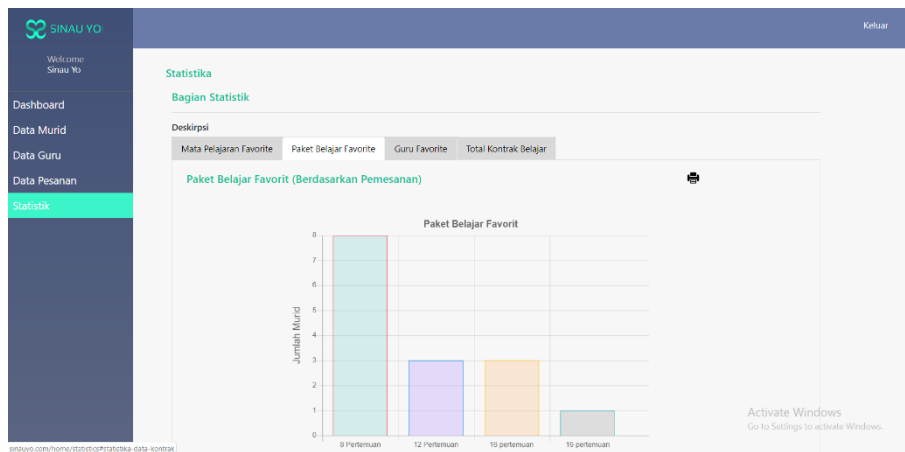 SINAU YO
Keluar
Welcome
Sinau Yo
Dashboard
Data Murid
Data Guru
Data Pesanan
Statistik
Statistika
Bagian Statistik
Deskirpsi
Mata Pelajaran Favorite
Paket Belajar Favorite
Guru Favorite
Total Kontrak Belajar
Paket Belajar Favorit (Berdasarkan Pemesanan)
Paket Belajar Favorit
Jumlah Murid
8
7
6
5
4
3
2
1
0
8 Pertemuan
12 Pertemuan
16 pertemuan
16 pertemuan
Activate Windows
Go to Settings to activate Windows.
sinauyo.com/home/statistics#statistika-data-kontrak